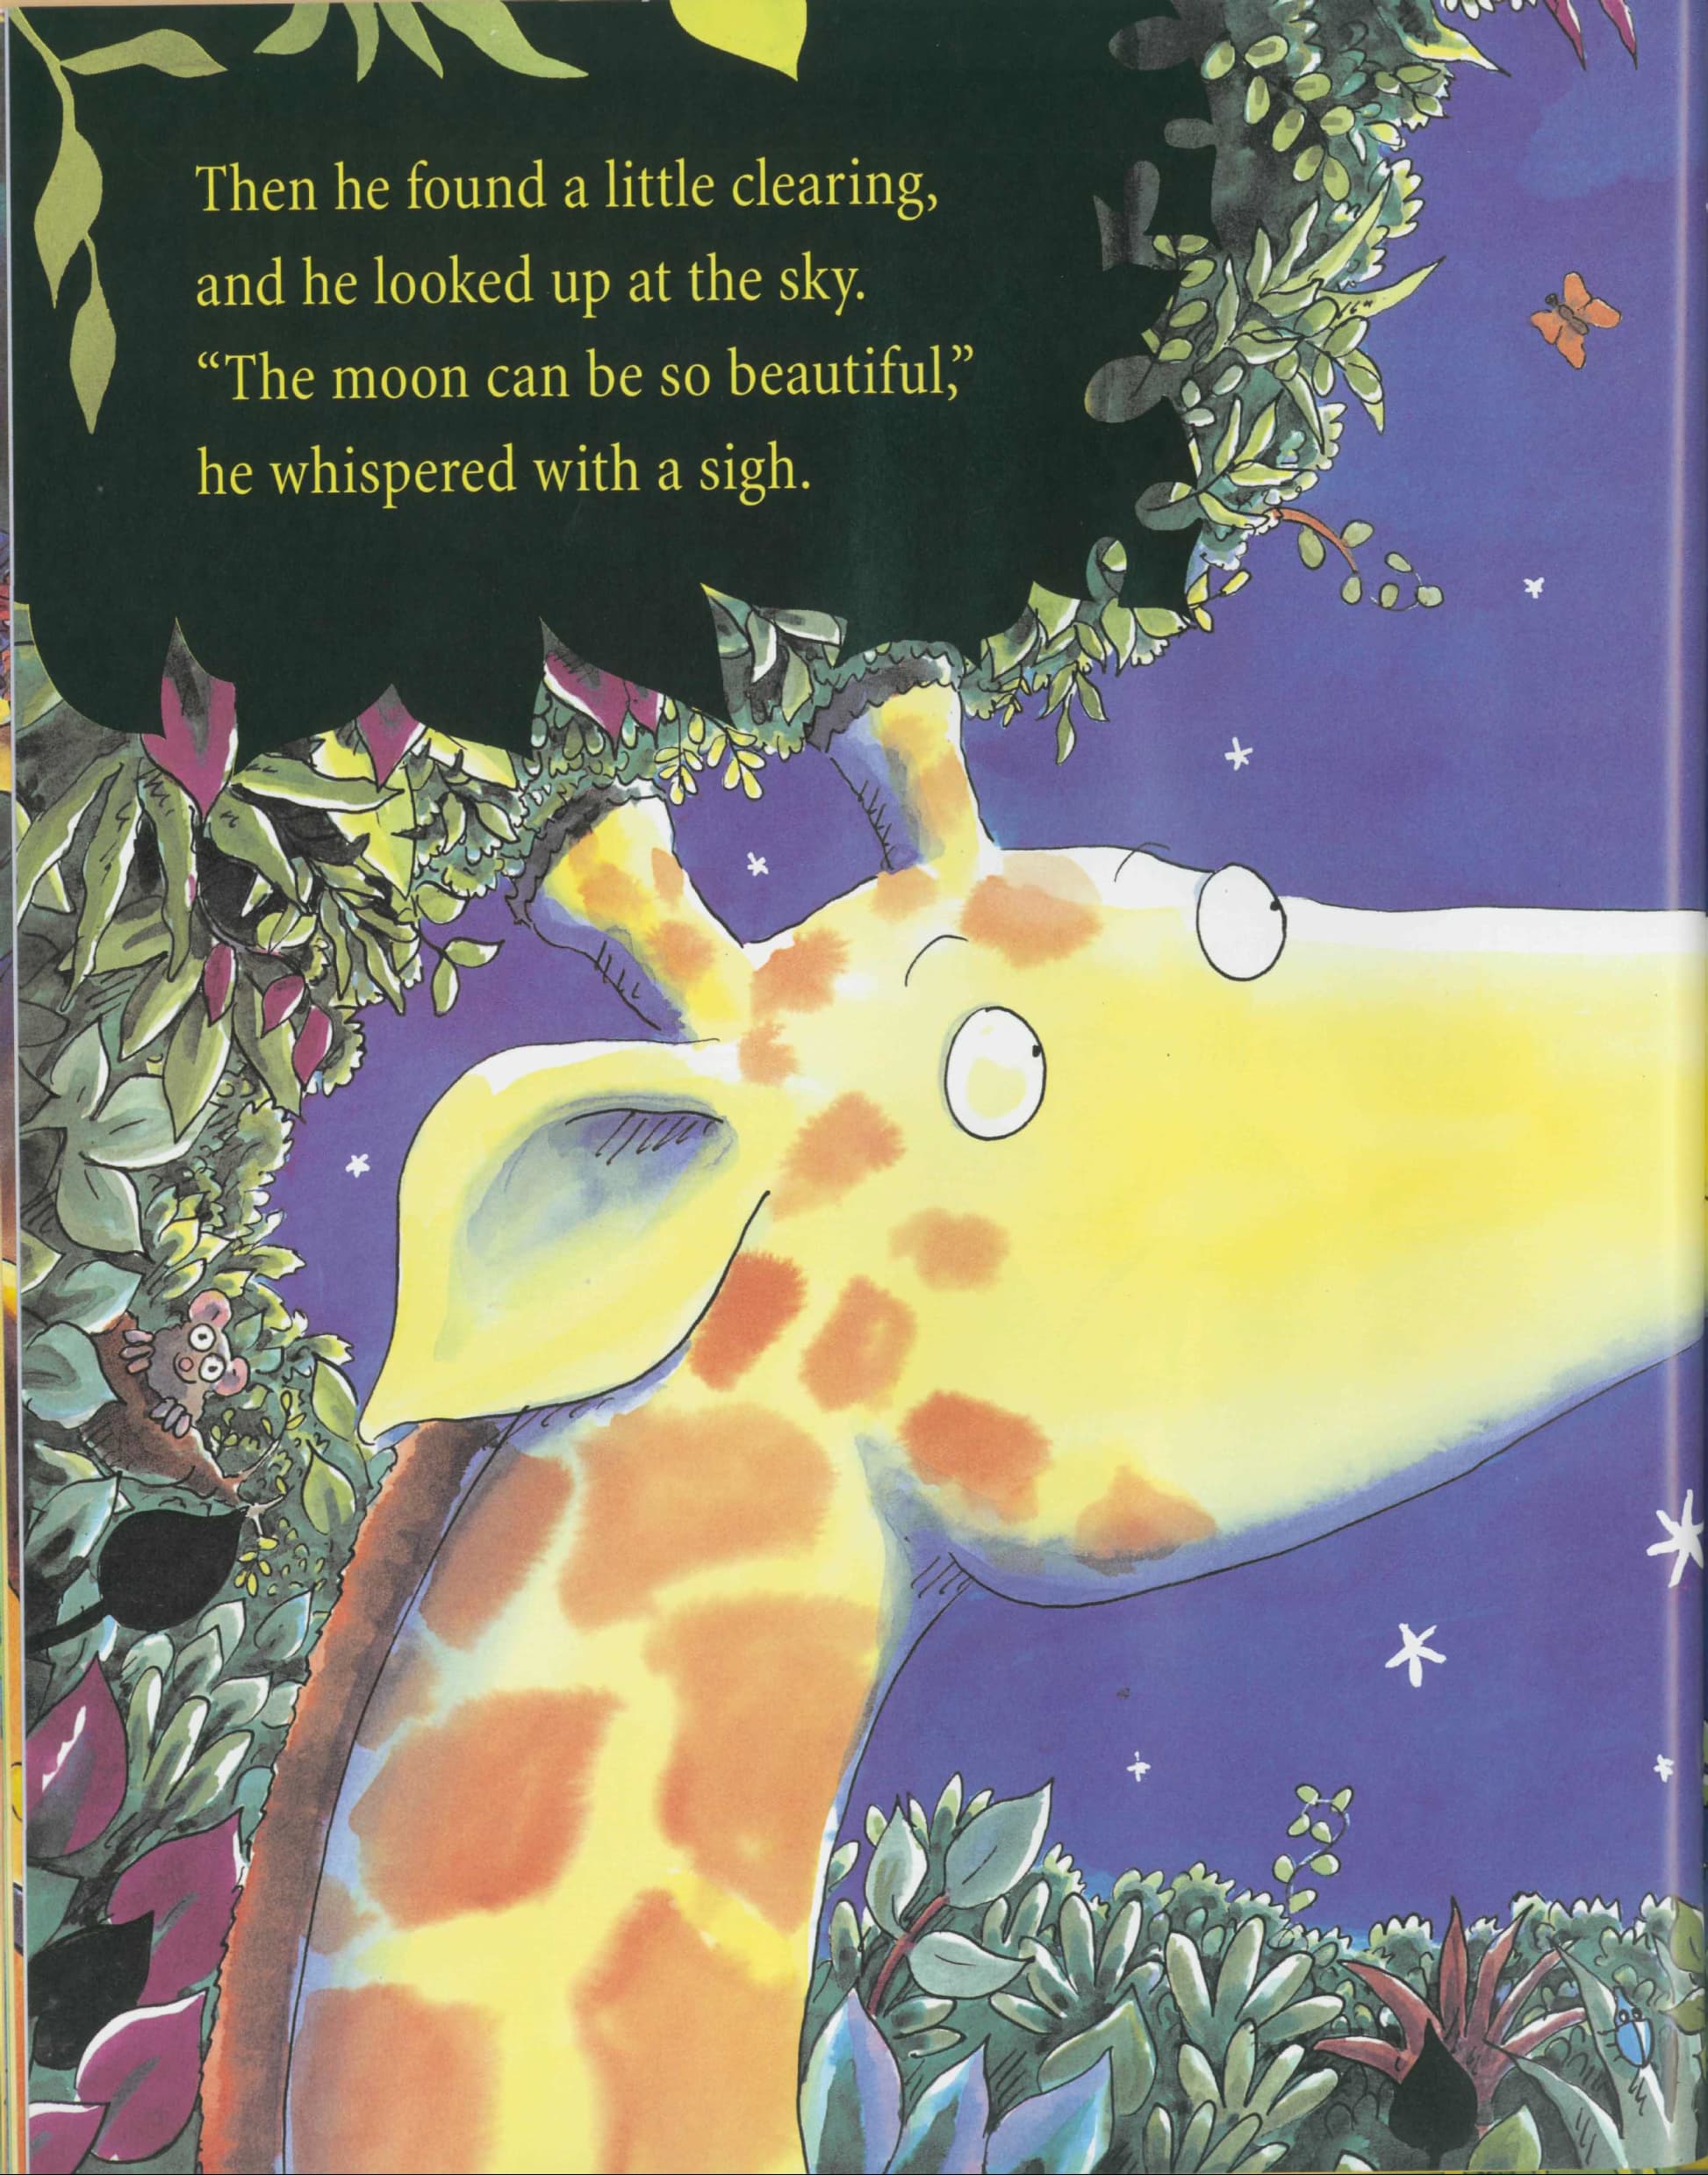 Then he found a little clearing,
and he looked up at the sky.
“The moon can be so beautiful,”
he whispered with a sigh.